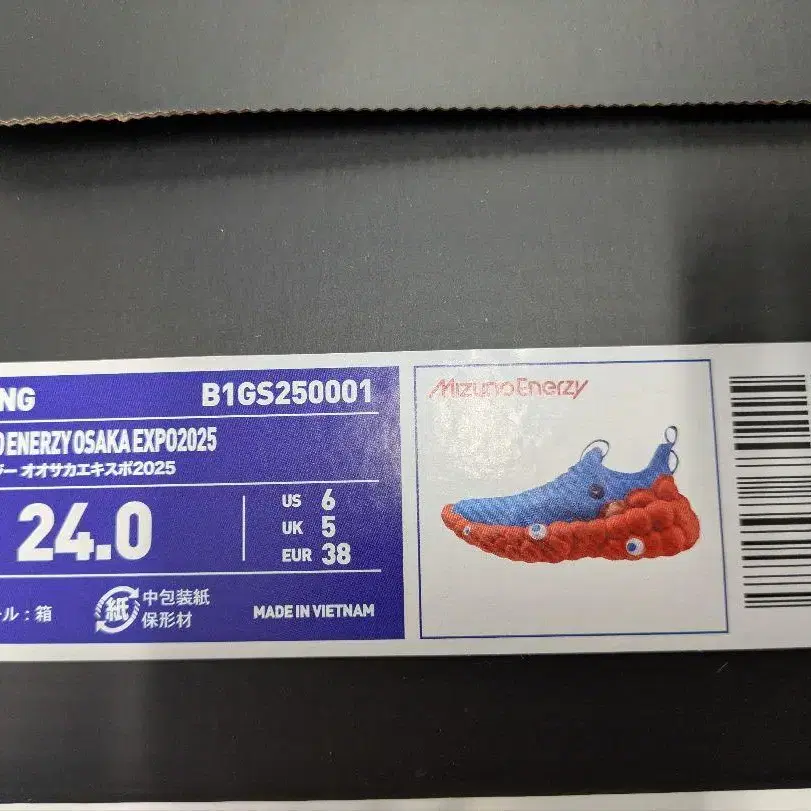 NG B1GS250001
O ENERZY OSAKA EXPO2025
ジー オオサカエキスポ2025
24.0
US 6
UK 5
EUR 38
ール:箱
紙
中包装紙
保形材
MADE IN VIETNAM
MizunoEnerzy